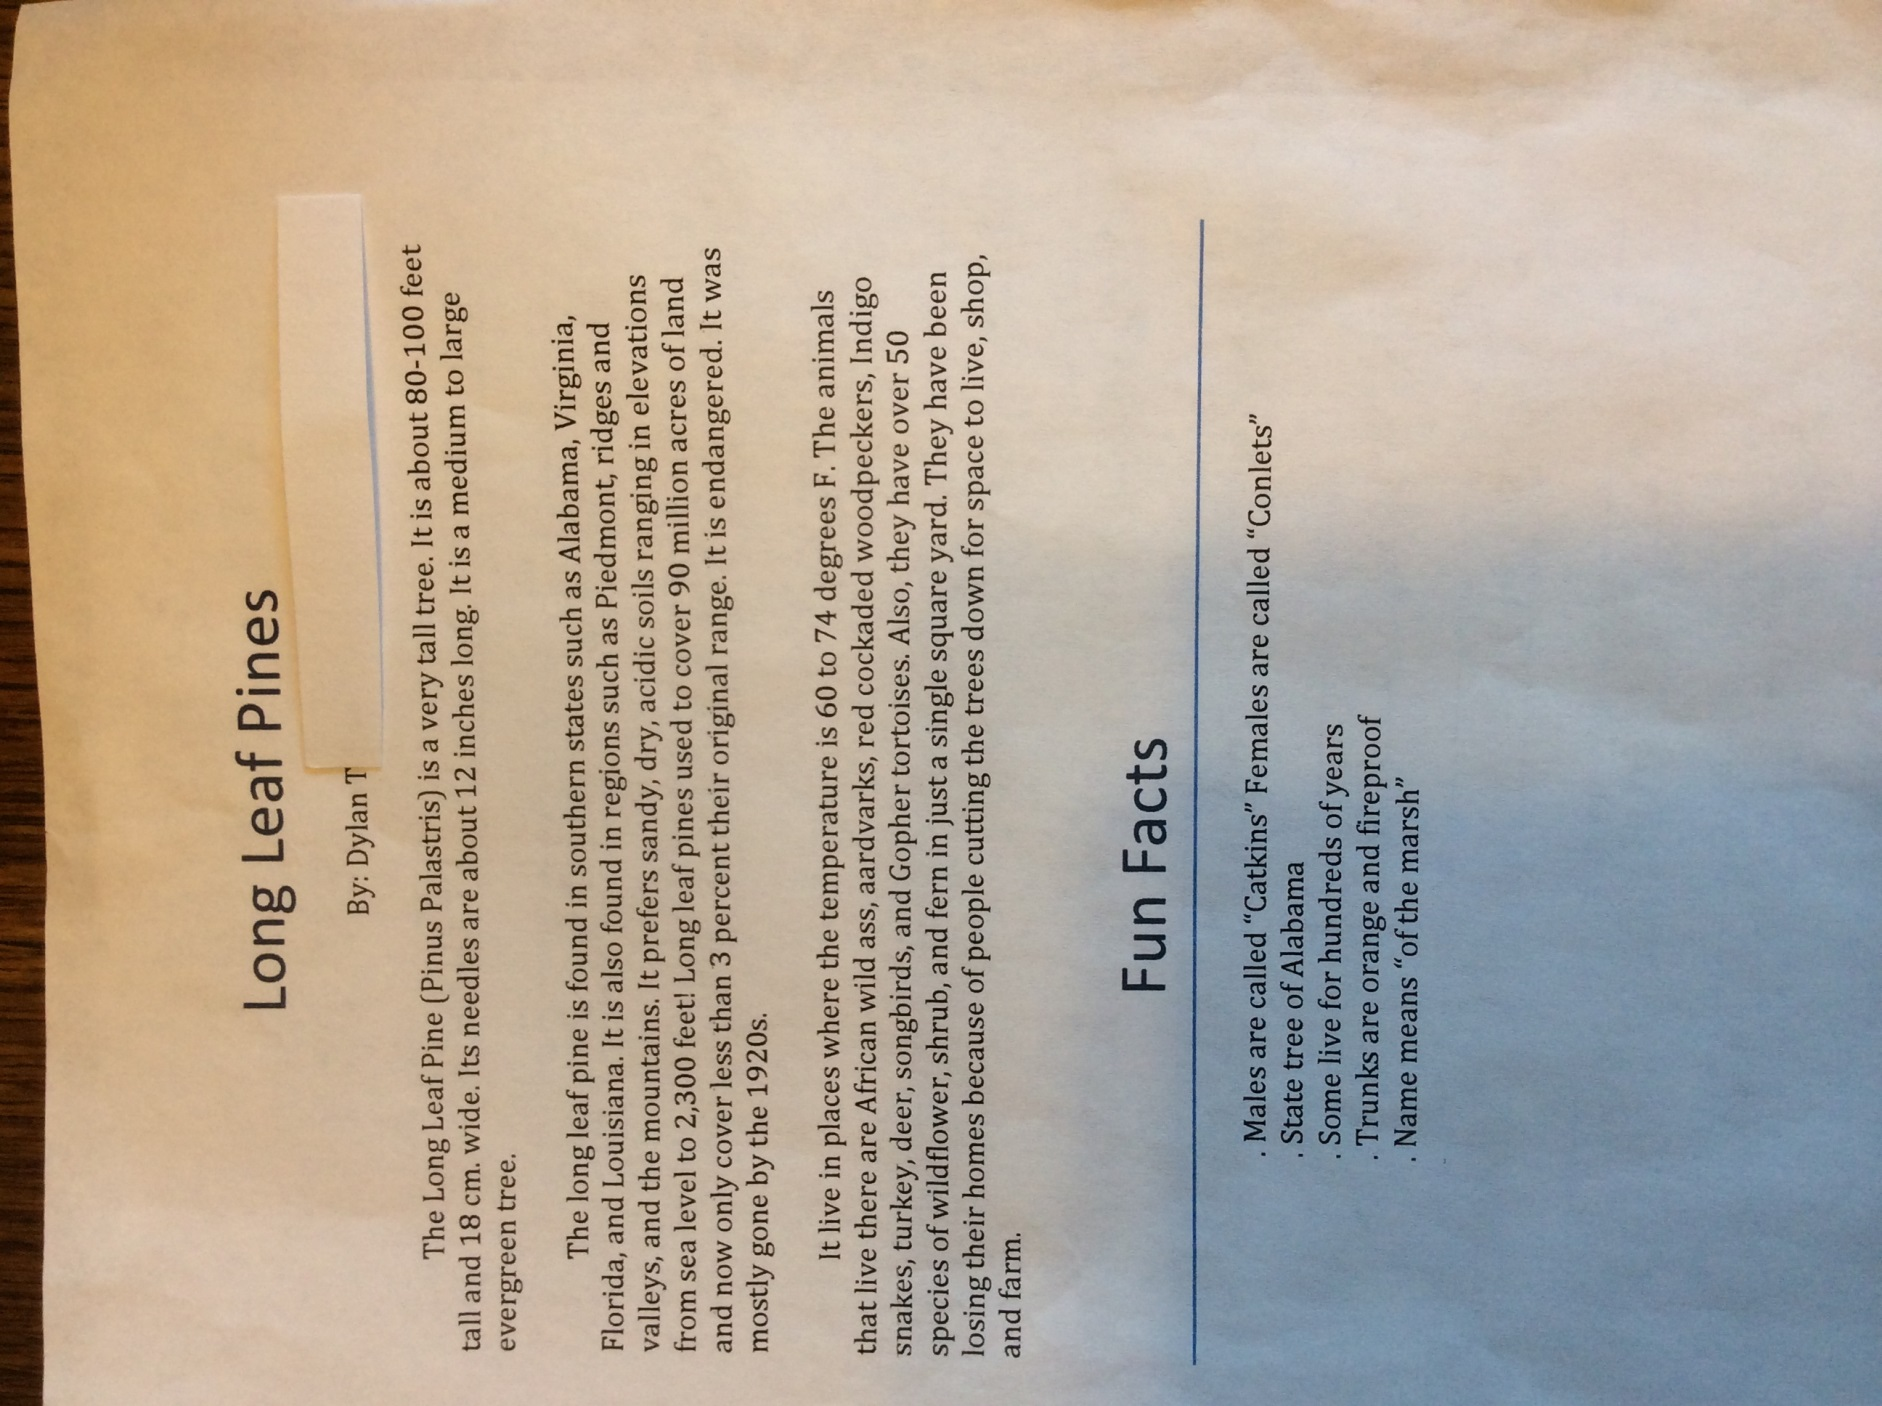 Long Leaf Pines
By: Dylan T
The Long Leaf Pine (Pinus Palastris) is a very tall tree. It is about 80-100 feet
tall and 18 cm. wide. Its needles are about 12 inches long. It is a medium to large
evergreen tree.
The long leaf pine is found in southern states such as Alabama, Virginia,
Florida, and Louisiana. It is also found in regions such as Piedmont, ridges and
valleys, and the mountains. It prefers sandy, dry, acidic soils ranging in elevations
from sea level to 2,300 feet! Long leaf pines used to cover 90 million acres of land
and now only cover less than 3 percent their original range. It is endangered. It was
mostly gone by the 1920s.
It live in places where the temperature is 60 to 74 degrees F. The animals
that live there are African wild ass, aardvarks, red cockaded woodpeckers, Indigo
snakes, turkey, deer, songbirds, and Gopher tortoises. Also, they have over 50
species of wildflower, shrub, and fern in just a single square yard. They have been
losing their homes because of people cutting the trees down for space to live, shop,
and farm.
Fun Facts
. Males are called “Catkins” Females are called “Conlets”
. State tree of Alabama
. Some live for hundreds of years
. Trunks are orange and fireproof
. Name means “of the marsh”